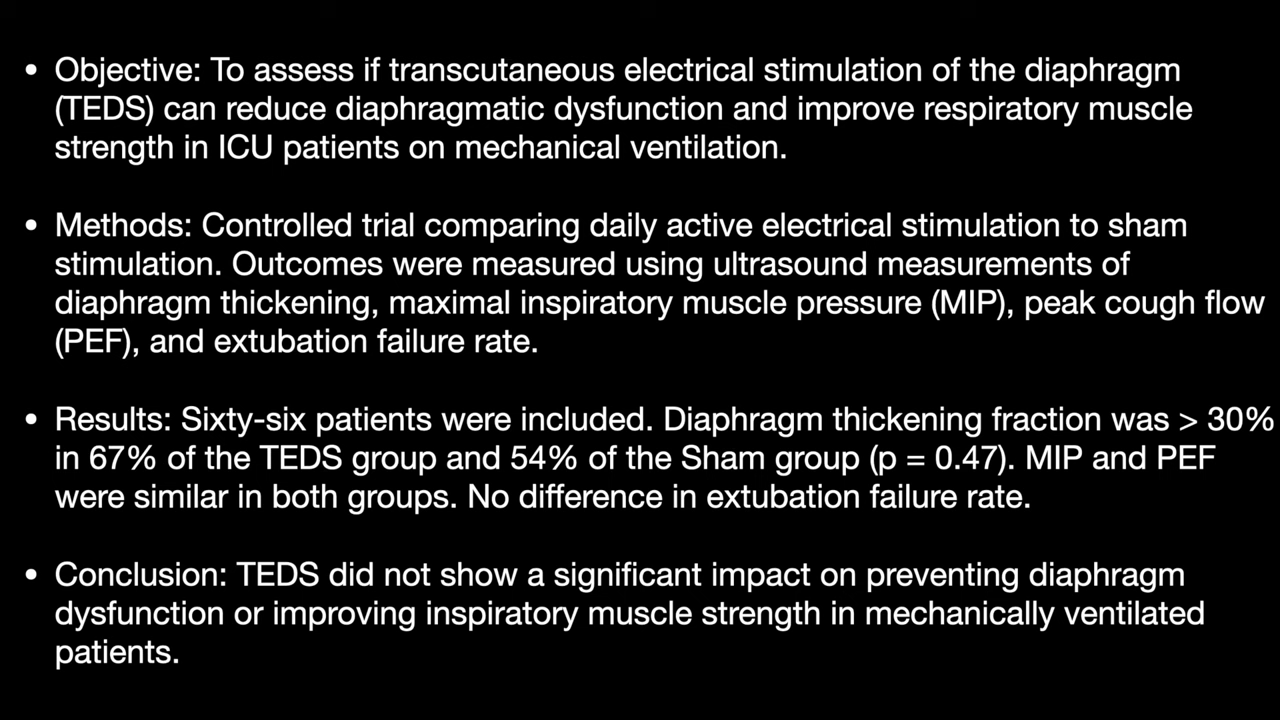 • Objective: To assess if transcutaneous electrical stimulation of the diaphragm
(TEDS) can reduce diaphragmatic dysfunction and improve respiratory muscle
strength in ICU patients on mechanical ventilation.
• Methods: Controlled trial comparing daily active electrical stimulation to sham
stimulation. Outcomes were measured using ultrasound measurements of
diaphragm thickening, maximal inspiratory muscle pressure (MIP), peak cough flow
(PEF), and extubation failure rate.
• Results: Sixty-six patients were included. Diaphragm thickening fraction was > 30%
in 67% of the TEDS group and 54% of the Sham group (p = 0.47). MIP and PEF
were similar in both groups. No difference in extubation failure rate.
• Conclusion: TEDS did not show a significant impact on preventing diaphragm
dysfunction or improving inspiratory muscle strength in mechanically ventilated
patients.